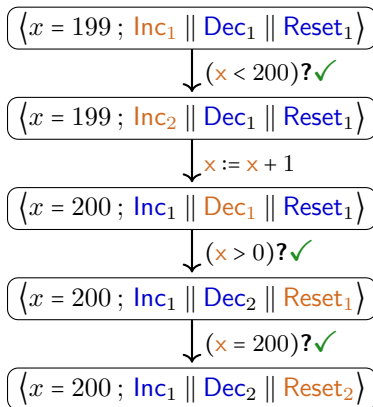 ⟨x = 199 ; Inc₁ || Dec₁ || Reset₁⟩
(x < 200)?✓
⟨x = 199 ; Inc₂ || Dec₁ || Reset₁⟩
x := x + 1
⟨x = 200 ; Inc₁ || Dec₁ || Reset₁⟩
(x > 0)?✓
⟨x = 200 ; Inc₁ || Dec₂ || Reset₁⟩
(x = 200)?✓
⟨x = 200 ; Inc₁ || Dec₂ || Reset₂⟩